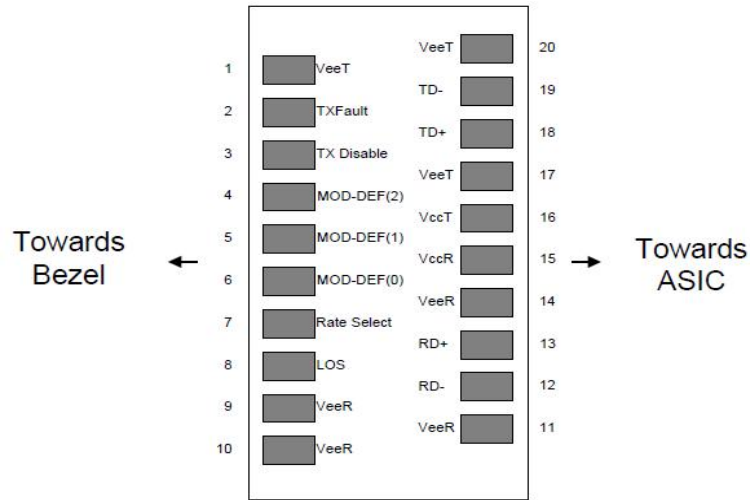 1 VeeT
2 TXFault
3 TX Disable
4 MOD-DEF(2)
5 MOD-DEF(1)
6 MOD-DEF(0)
7 Rate Select
8 LOS
9 VeeR
10 VeeR
VeeT 20
TD- 19
TD+ 18
VeeT 17
VccT 16
VccR 15
VeeR 14
RD+ 13
RD- 12
VeeR 11
Towards
Bezel
Towards
ASIC